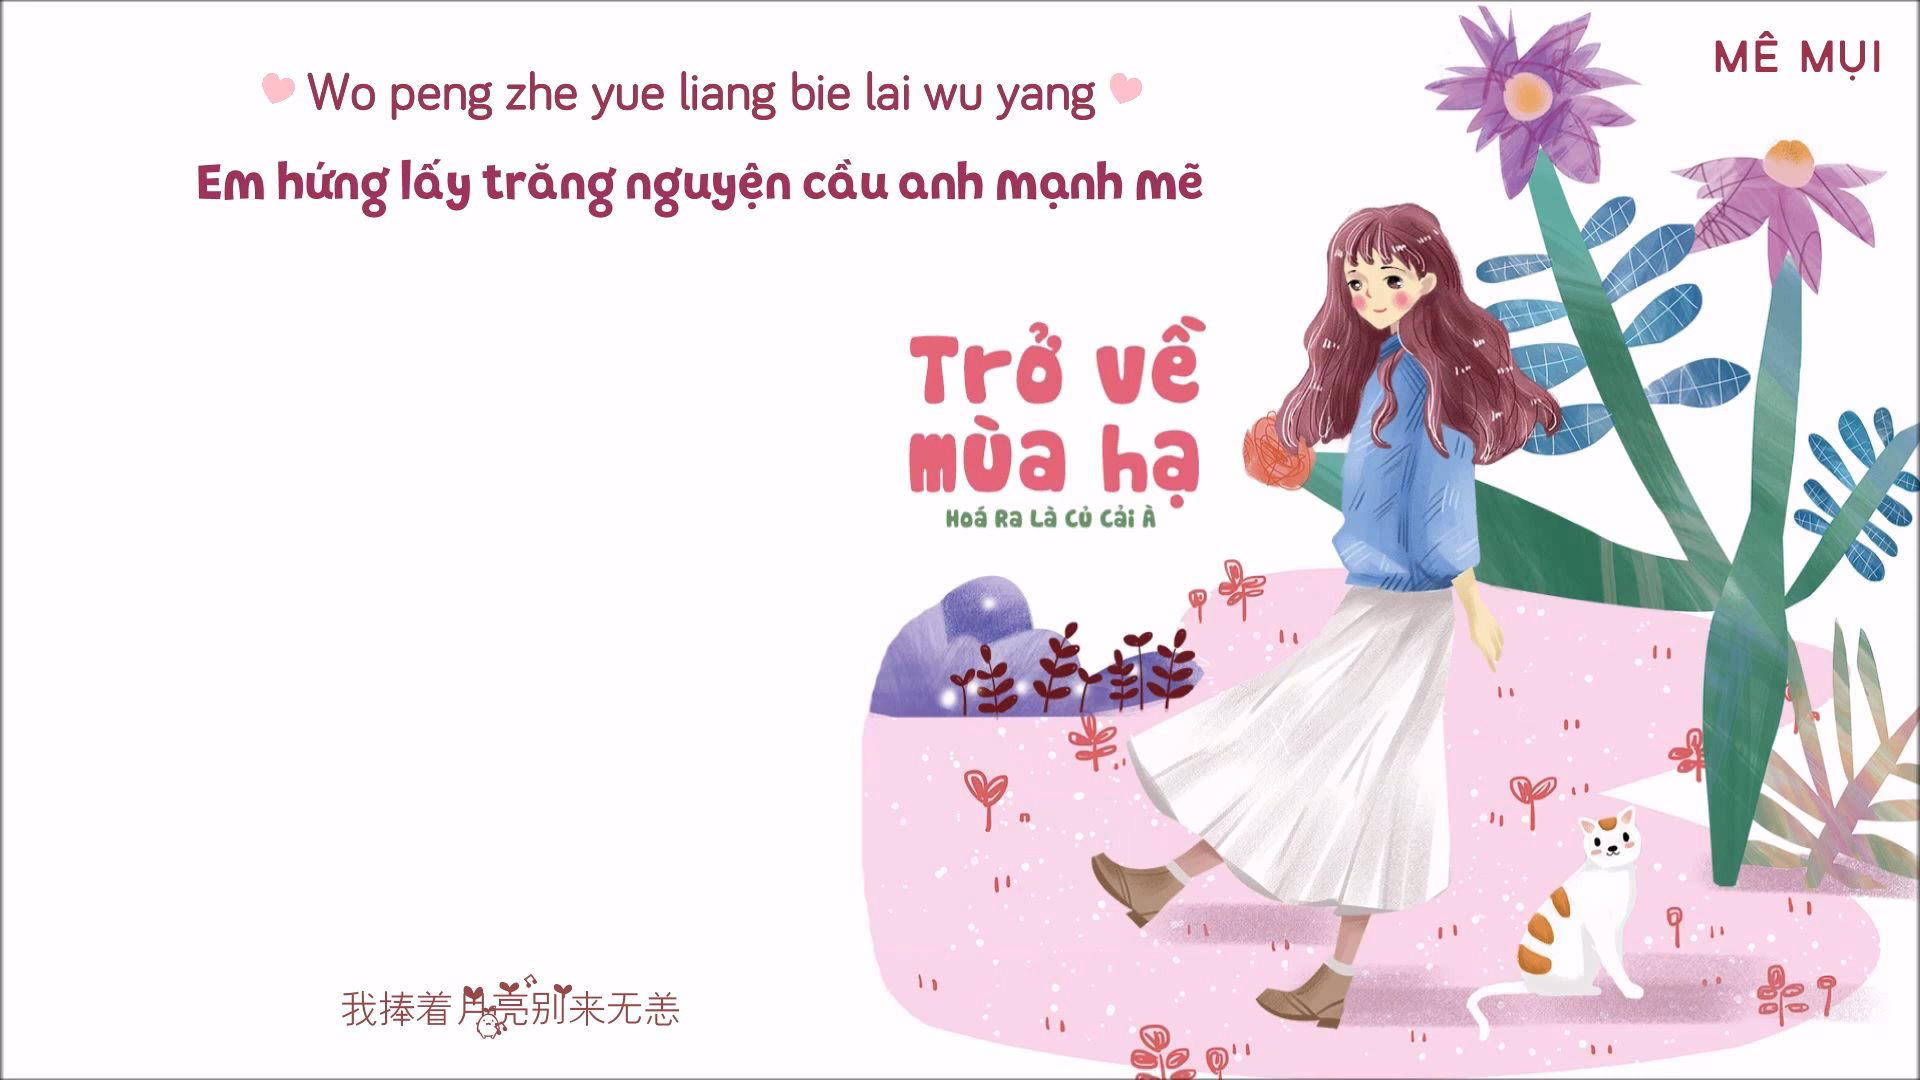 MÊ MỤI
Wo peng zhe yue liang bie lai wu yang
Em hứng lấy trăng nguyện cầu anh mạnh mẽ
Trở về
mùa hạ
Hoá Ra Là Củ Cải À
我捧着月亮别来无恙